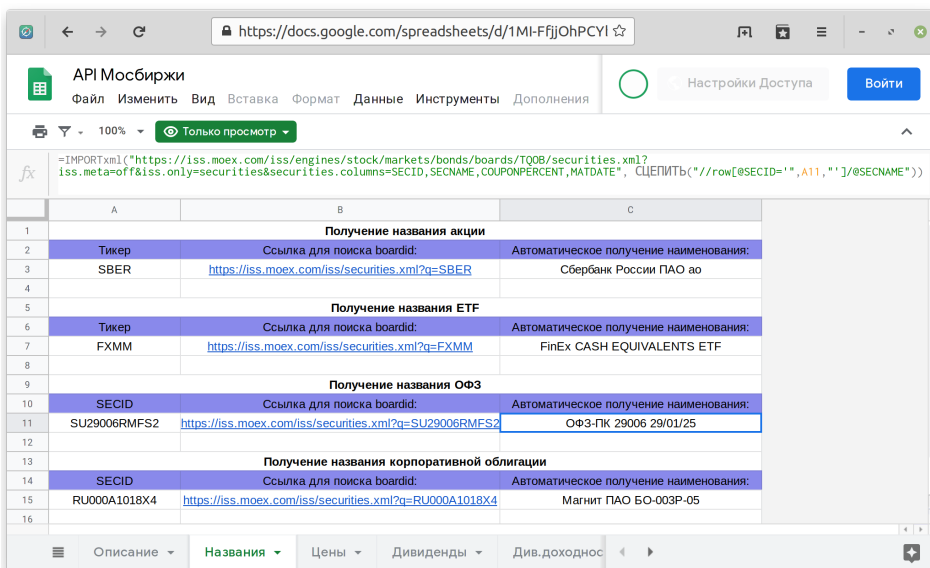 https://docs.google.com/spreadsheets/d/1MI-FfjjOhPCYl
API Мосбиржи
Файл Изменить Вид Вставка Формат Данные Инструменты Дополнения
Настройки Доступа
Войти
100% Только просмотр
fx
=IMPORTxml("https://iss.moex.com/iss/engines/stock/markets/bonds/boards/TQOB/securities.xml?
iss.meta=off&iss.only=securities&securities.columns=SECID,SECNAME,COUPONPERCENT,MATDATE", СЦЕПИТЬ("//row[@SECID='",A11,"']/@SECNAME"))
A B C
1 Получение названия акции
2 Тикер Ссылка для поиска boardid: Автоматическое получение наименования:
3 SBER https://iss.moex.com/iss/securities.xml?q=SBER Сбербанк России ПАО ао
4
5 Получение названия ETF
6 Тикер Ссылка для поиска boardid: Автоматическое получение наименования:
7 FXMM https://iss.moex.com/iss/securities.xml?q=FXMM FinEx CASH EQUIVALENTS ETF
8
9 Получение названия ОФЗ
10 SECID Ссылка для поиска boardid: Автоматическое получение наименования:
11 SU29006RMFS2 https://iss.moex.com/iss/securities.xml?q=SU29006RMFS2 ОФЗ-ПК 29006 29/01/25
12
13 Получение названия корпоративной облигации
14 SECID Ссылка для поиска boardid: Автоматическое получение наименования:
15 RU000A1018X4 https://iss.moex.com/iss/securities.xml?q=RU000A1018X4 Магнит ПАО БО-003Р-05
16
Описание Названия Цены Дивиденды Див.доходнос